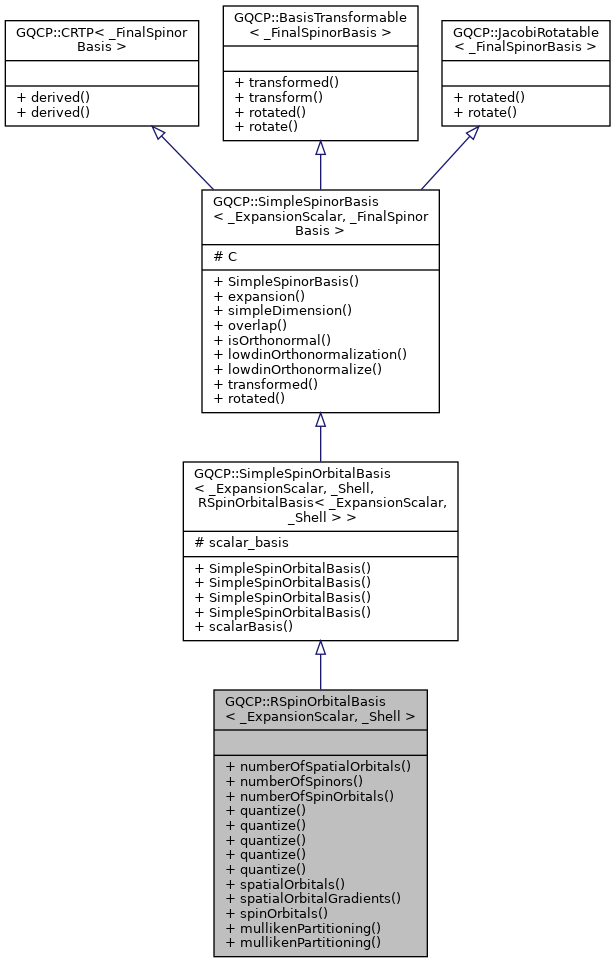 GQCP::CRTP< _FinalSpinor
Basis >
+ derived()
+ derived()
GQCP::BasisTransformable
< _FinalSpinorBasis >
+ transformed()
+ transform()
+ rotated()
+ rotate()
GQCP::JacobiRotatable
< _FinalSpinorBasis >
+ rotated()
+ rotate()
GQCP::SimpleSpinorBasis
< _ExpansionScalar, _FinalSpinor
Basis >
# C
+ SimpleSpinorBasis()
+ expansion()
+ simpleDimension()
+ overlap()
+ isOrthonormal()
+ lowdinOrthonormalization()
+ lowdinOrthonormalize()
+ transformed()
+ rotated()
GQCP::SimpleSpinOrbitalBasis
< _ExpansionScalar, _Shell,
RSpinOrbitalBasis< _ExpansionScalar,
_Shell > >
# scalar_basis
+ SimpleSpinOrbitalBasis()
+ SimpleSpinOrbitalBasis()
+ SimpleSpinOrbitalBasis()
+ SimpleSpinOrbitalBasis()
+ scalarBasis()
GQCP::RSpinOrbitalBasis
< _ExpansionScalar, _Shell >
+ numberOfSpatialOrbitals()
+ numberOfSpinors()
+ numberOfSpinOrbitals()
+ quantize()
+ quantize()
+ quantize()
+ quantize()
+ quantize()
+ spatialOrbitals()
+ spatialOrbitalGradients()
+ spinOrbitals()
+ mullikenPartitioning()
+ mullikenPartitioning()